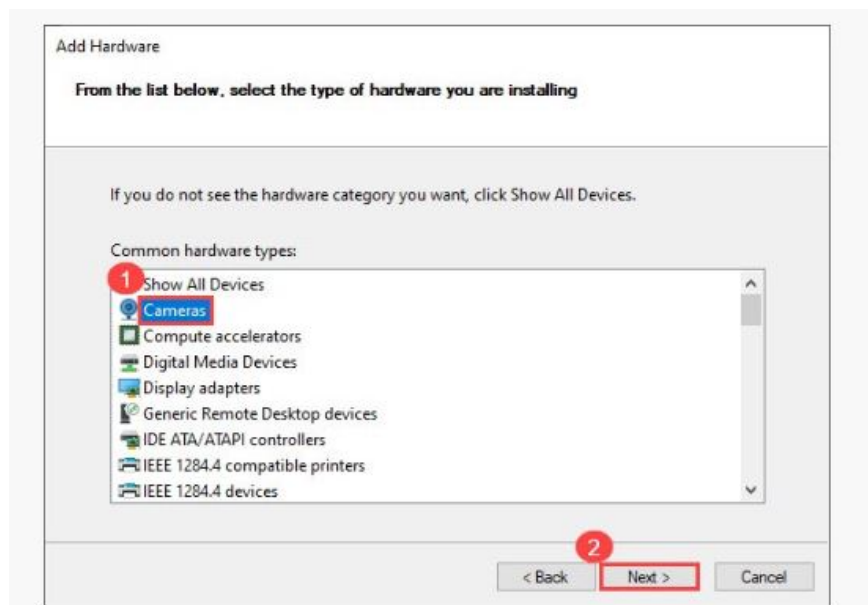 Add Hardware
From the list below, select the type of hardware you are installing
If you do not see the hardware category you want, click Show All Devices.
Common hardware types:
1
Show All Devices
Cameras
Compute accelerators
Digital Media Devices
Display adapters
Generic Remote Desktop devices
IDE ATA/ATAPI controllers
IEEE 1284.4 compatible printers
IEEE 1284.4 devices
2
< Back Next > Cancel